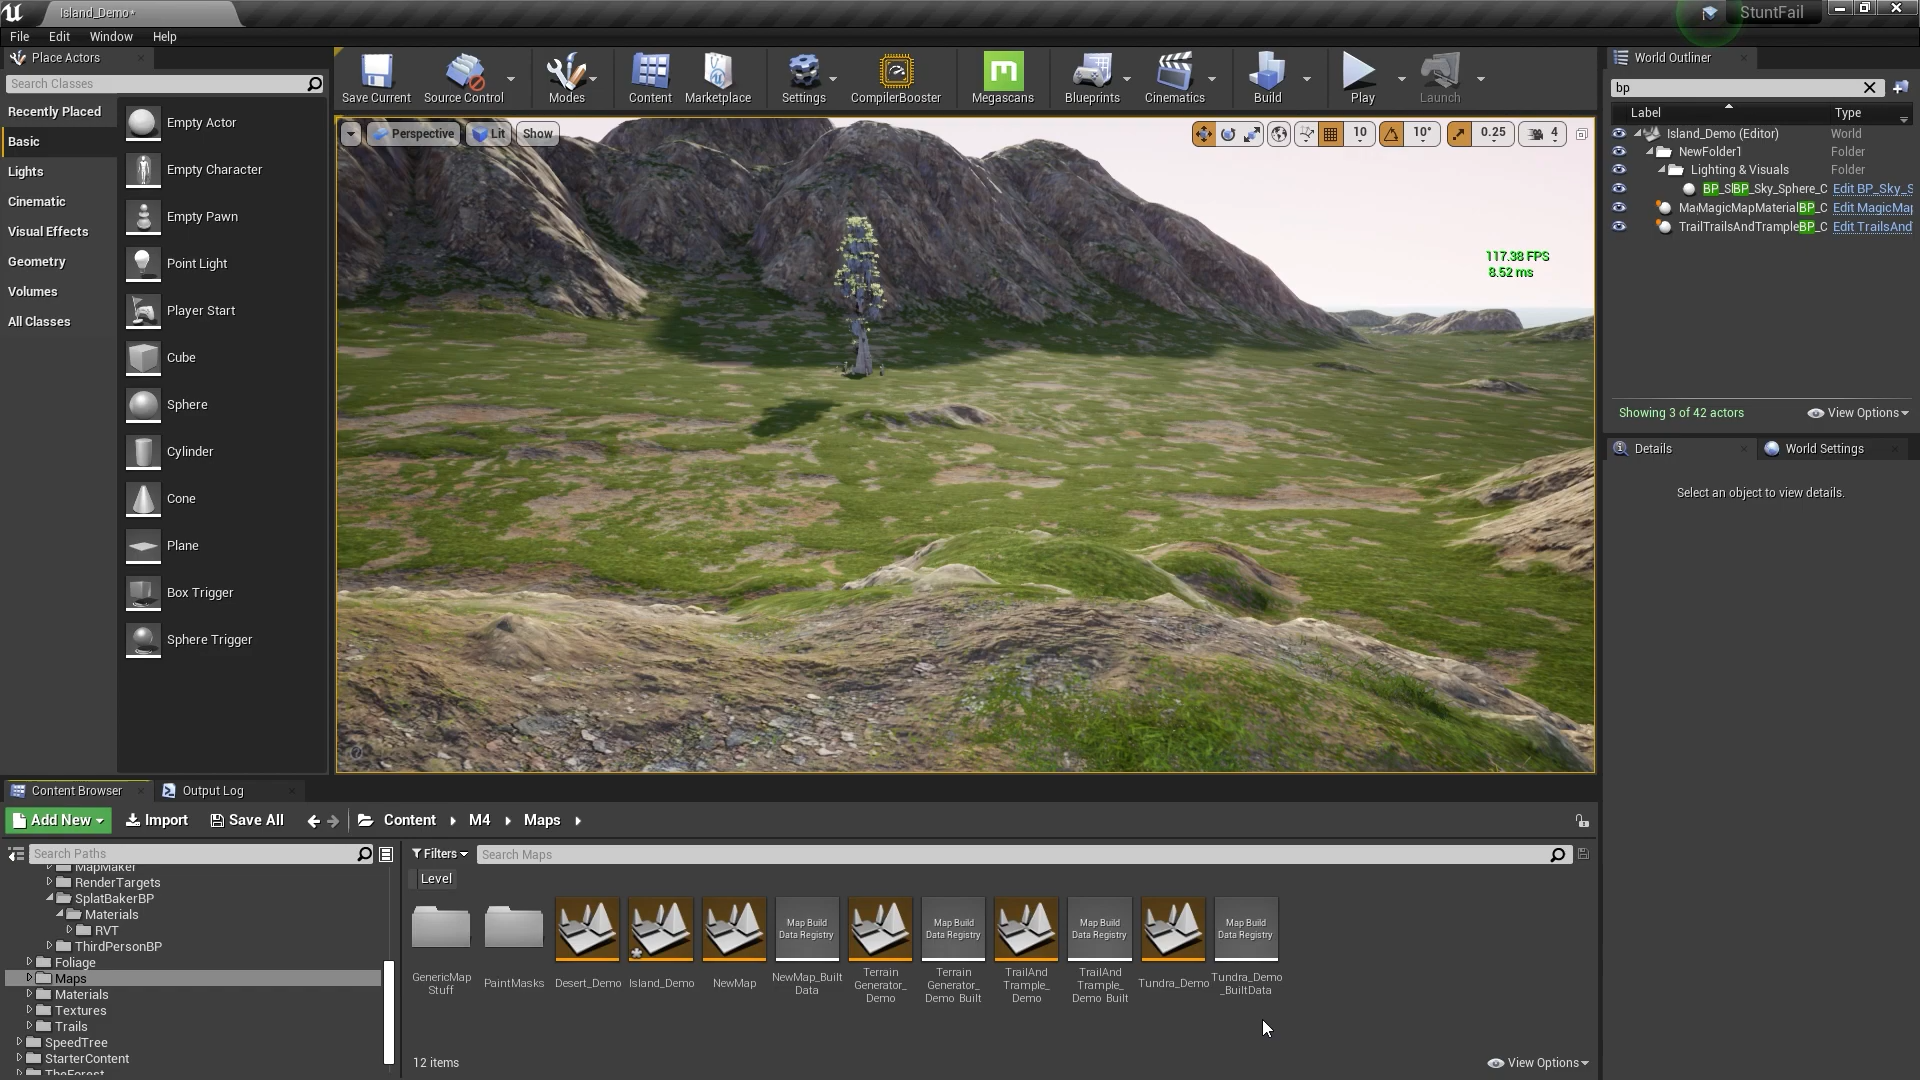 Island_Demo*
StuntFail
File Edit Window Help
Place Actors
Search Classes
Recently Placed
Basic
Lights
Cinematic
Visual Effects
Geometry
Volumes
All Classes
Empty Actor
Empty Character
Empty Pawn
Point Light
Player Start
Cube
Sphere
Cylinder
Cone
Plane
Box Trigger
Sphere Trigger
Save Current Source Control Modes Content Marketplace Settings CompilerBooster Megascans Blueprints Cinematics Build Play Launch
Perspective Lit Show
10 10° 0.25 4
117.38 FPS
8.52 ms
World Outliner
bp
Label Type
Island_Demo (Editor) World
NewFolder1 Folder
Lighting & Visuals Folder
BP_SBP_Sky_Sphere_C Edit BP_Sky_S
MaMagicMapMaterialBP_C Edit MagicMap
TrailTrailsAndTrampleBP_C Edit TrailsAnd
Showing 3 of 42 actors View Options
Details World Settings
Select an object to view details.
Content Browser Output Log
Add New Import Save All Content M4 Maps
Search Paths
MapMaker
RenderTargets
SplatBakerBP
Materials
RVT
ThirdPersonBP
Foliage
Maps
Materials
Textures
Trails
SpeedTree
StarterContent
TheForest
Filters Search Maps
Level
Map Build
Data Registry
Map Build
Data Registry
Map Build
Data Registry
Map Build
Data Registry
GenericMap
Stuff
PaintMasks
Desert_Demo
Island_Demo
NewMap
NewMap_Built
Data
Terrain
Generator_
Demo
Terrain
Generator_
Demo_Built
TrailAnd
Trample_
Demo
TrailAnd
Trample_
Demo_Built
Tundra_Demo
Tundra_Demo
_BuiltData
12 items View Options